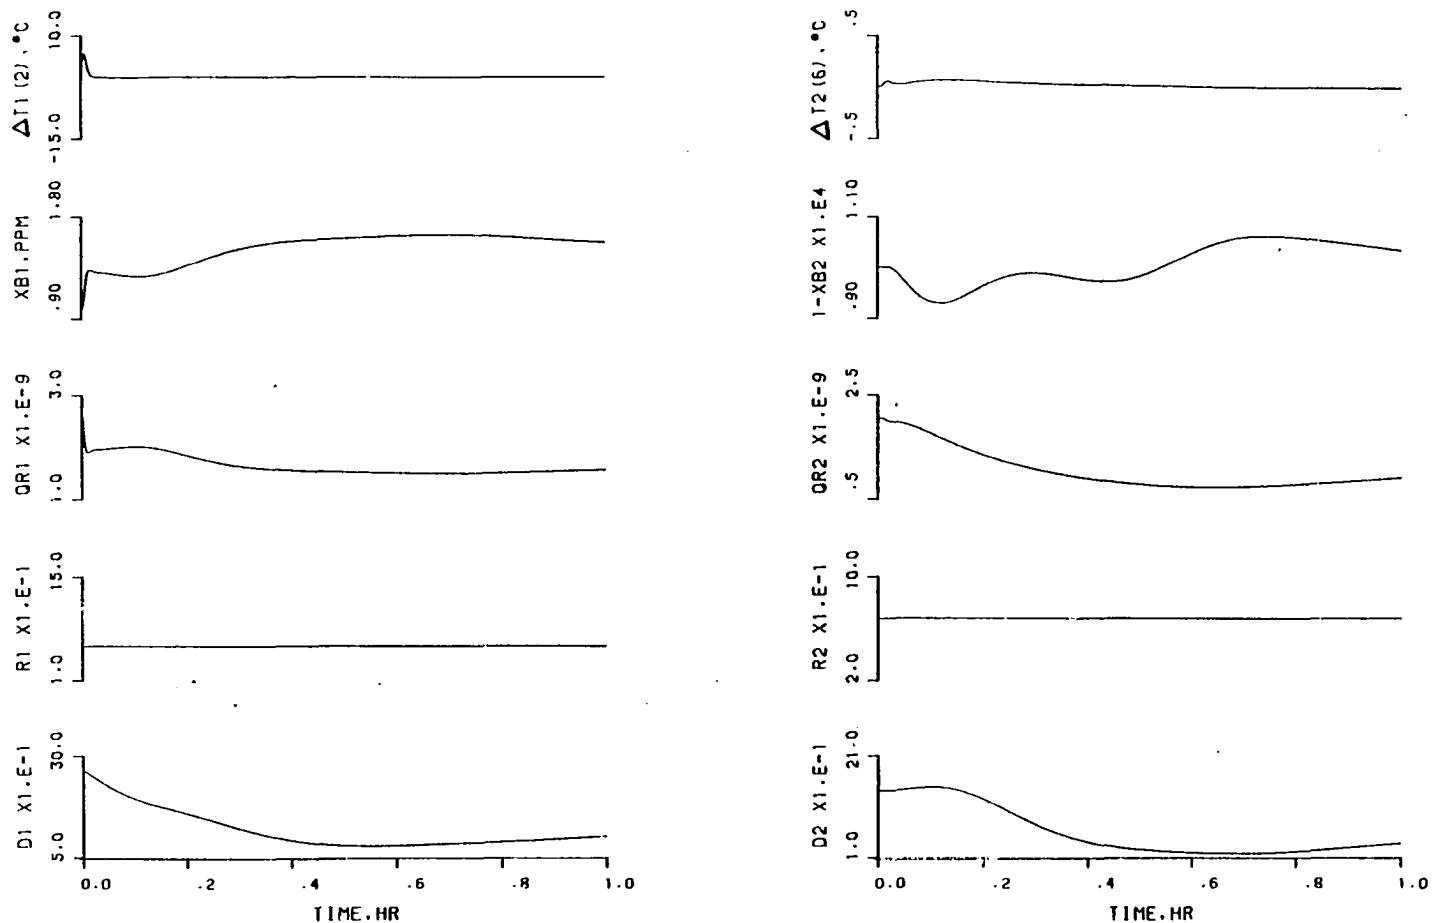 ΔT1(2),°C
10.0
-15.0
XB1,PPM
1.80
.90
QR1 X1.E-9
3.0
1.0
R1 X1.E-1
15.0
1.0
D1 X1.E-1
30.0
5.0
0.0 .2 .4 .6 .8 1.0
TIME,HR
ΔT2(6),°C
.5
-.5
1-XB2 X1.E4
1.10
.90
QR2 X1.E-9
2.5
.5
R2 X1.E-1
10.0
2.0
D2 X1.E-1
21.0
1.0
0.0 .2 .4 .6 .8 1.0
TIME,HR